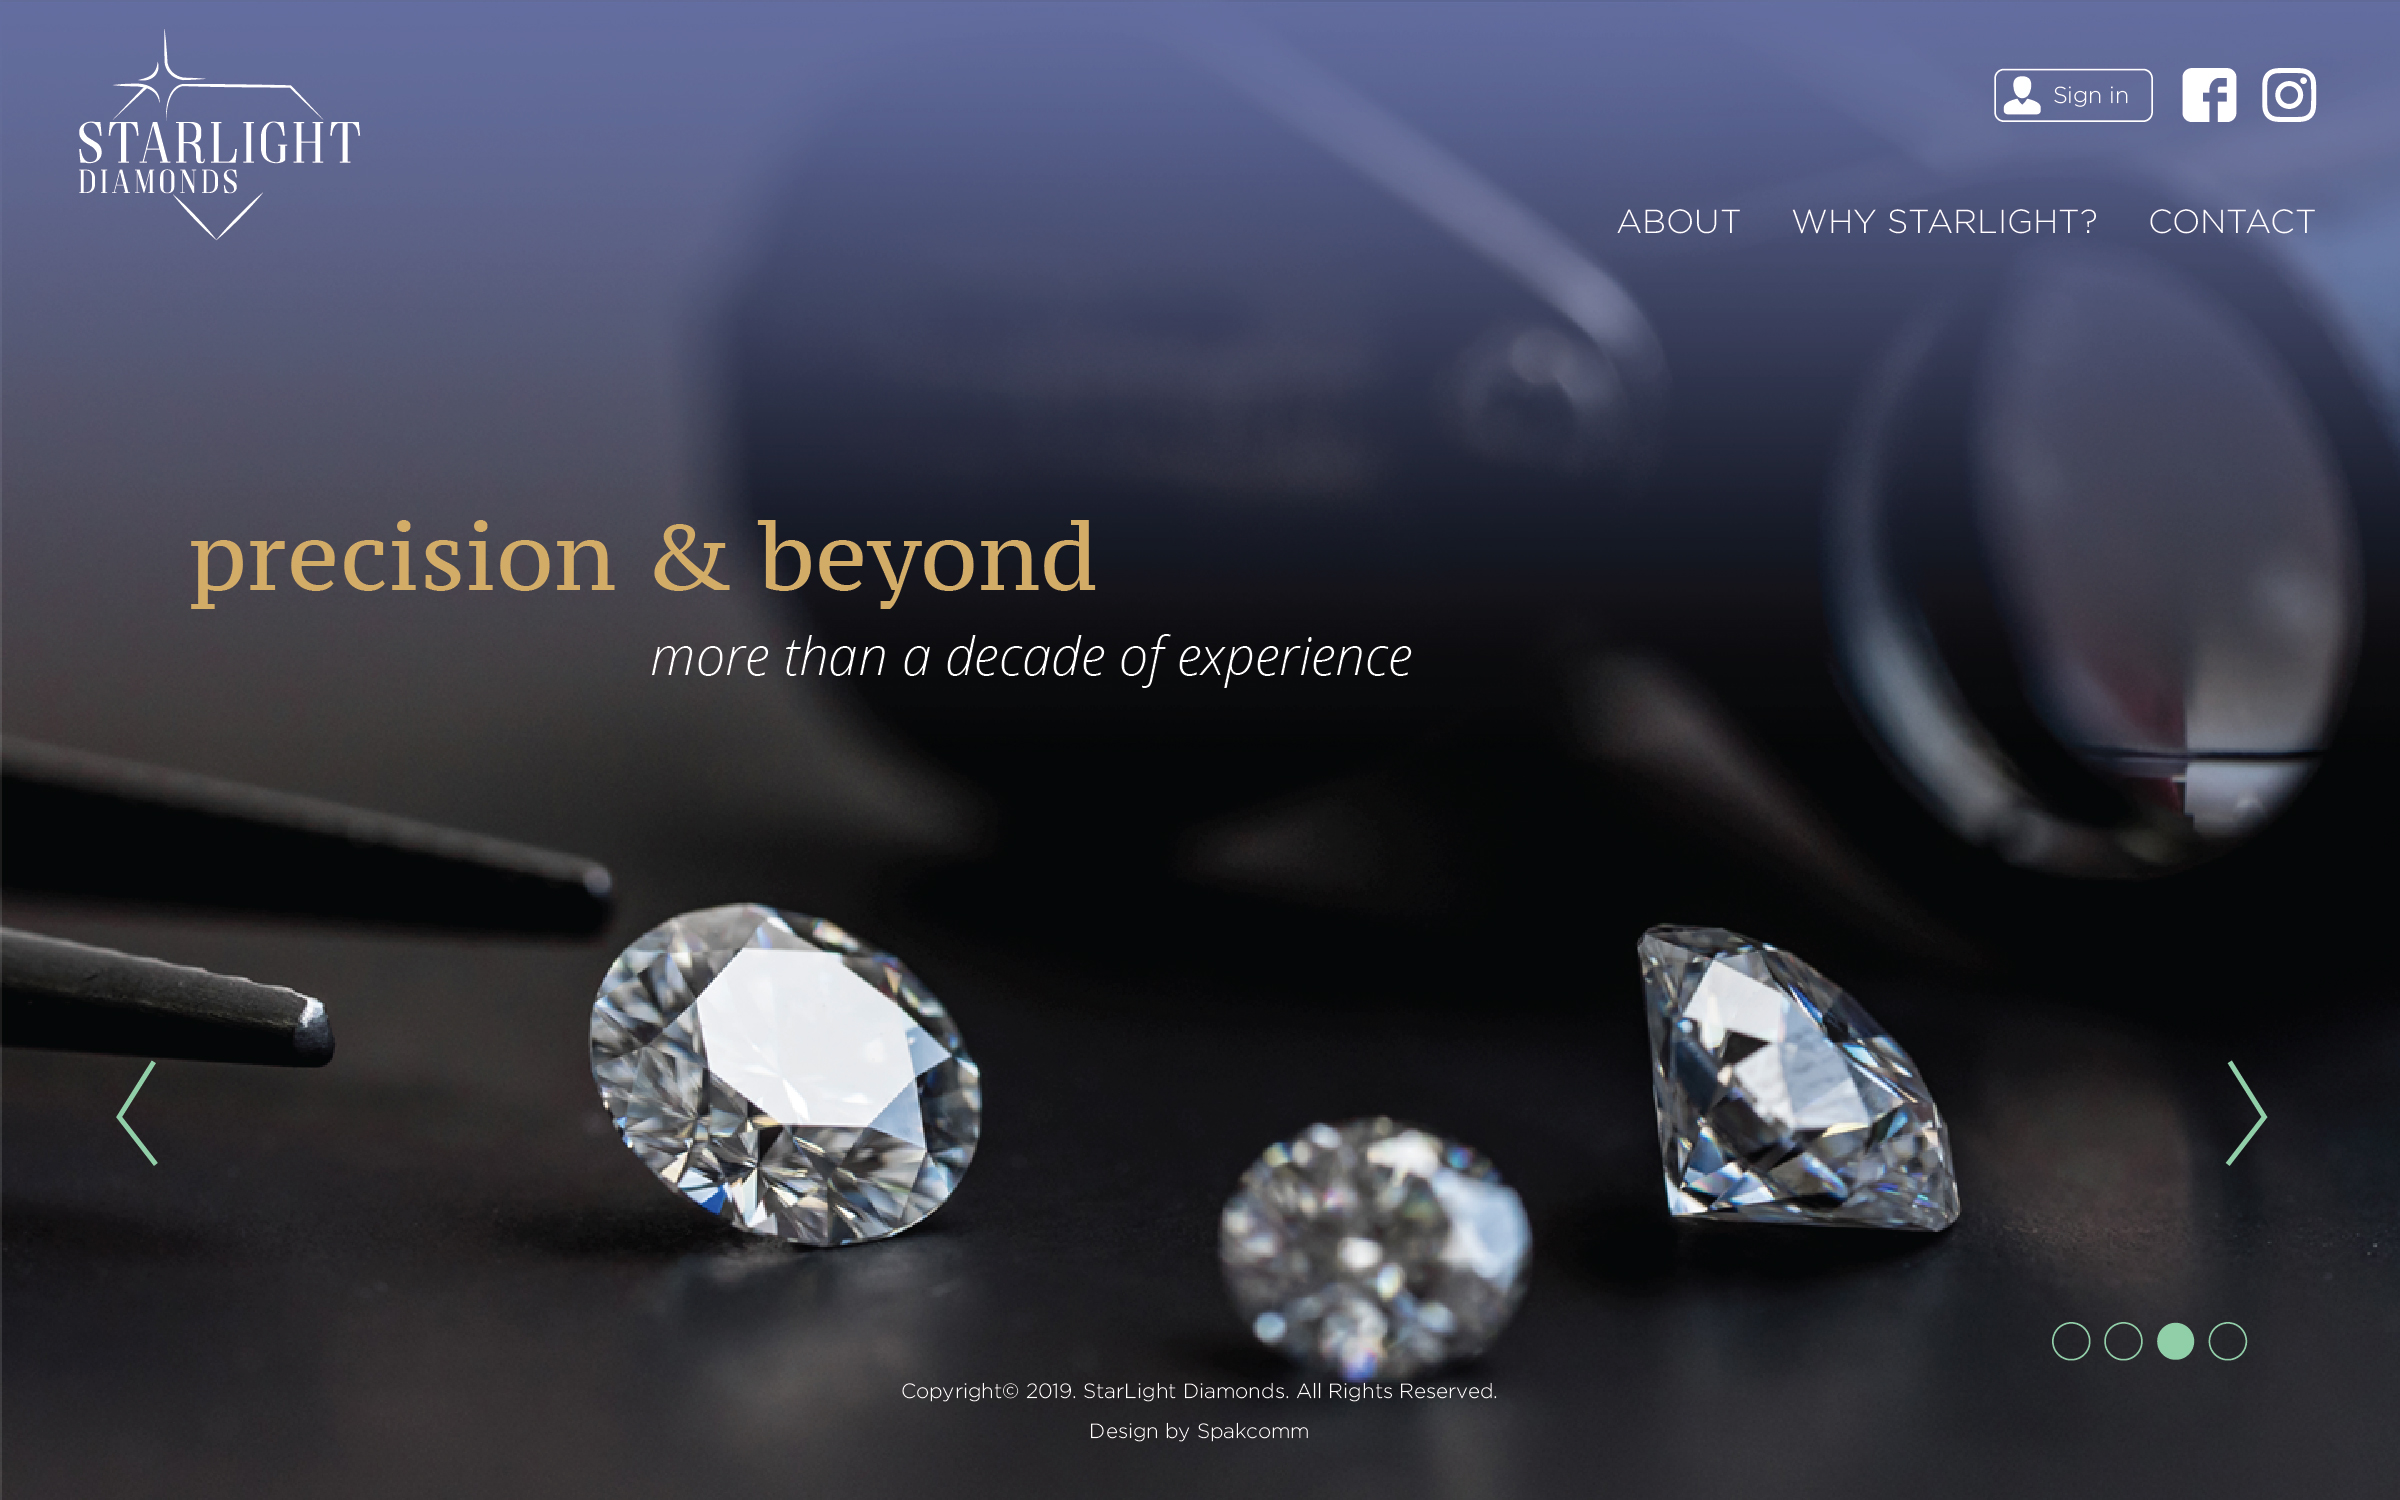 STARLIGHT
DIAMONDS
Sign in
ABOUT WHY STARLIGHT? CONTACT
precision & beyond
more than a decade of experience
Copyright© 2019. StarLight Diamonds. All Rights Reserved.
Design by Spakcomm